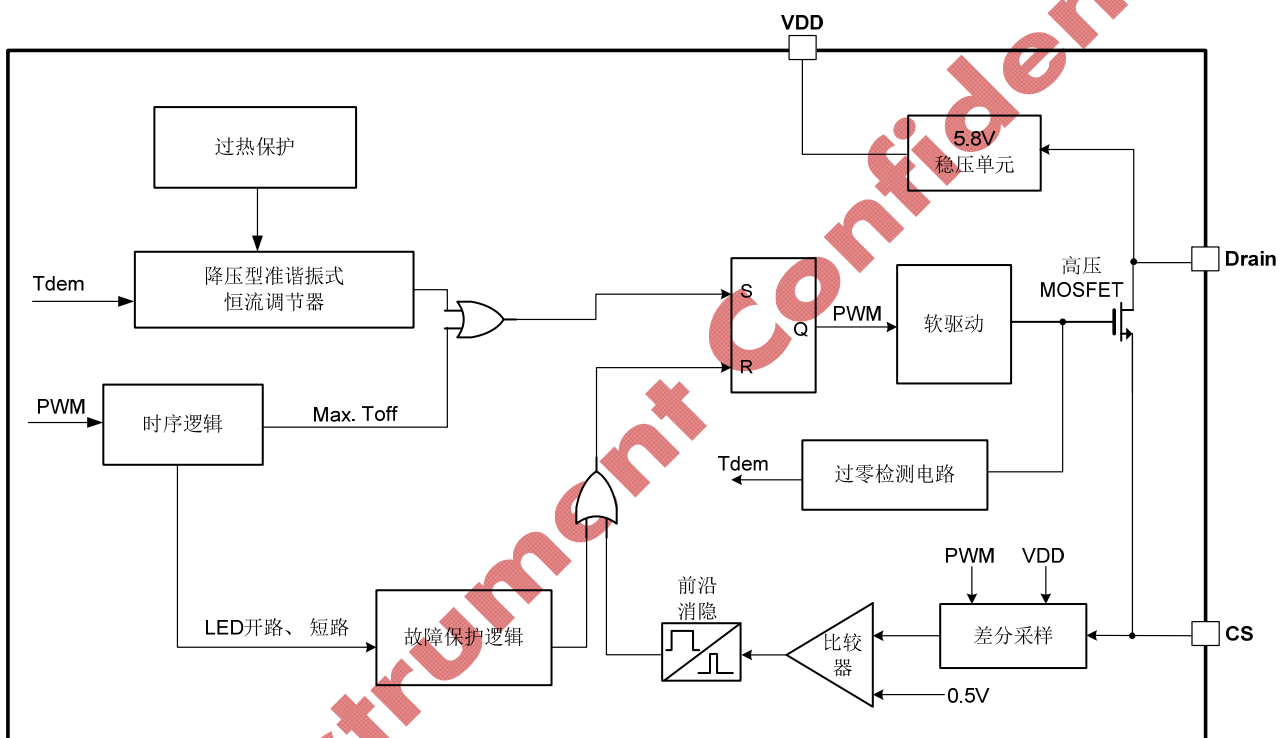 VDD
过热保护
5.8V
稳压单元
Tdem
降压型准谐振式
恒流调节器
高压
MOSFET
Drain
S
Q
R
PWM
软驱动
PWM
时序逻辑
Max. Toff
Tdem
过零检测电路
PWM
VDD
前沿
消隐
LED开路、 短路
故障保护逻辑
比较
器
差分采样
CS
0.5V
strument Confiden